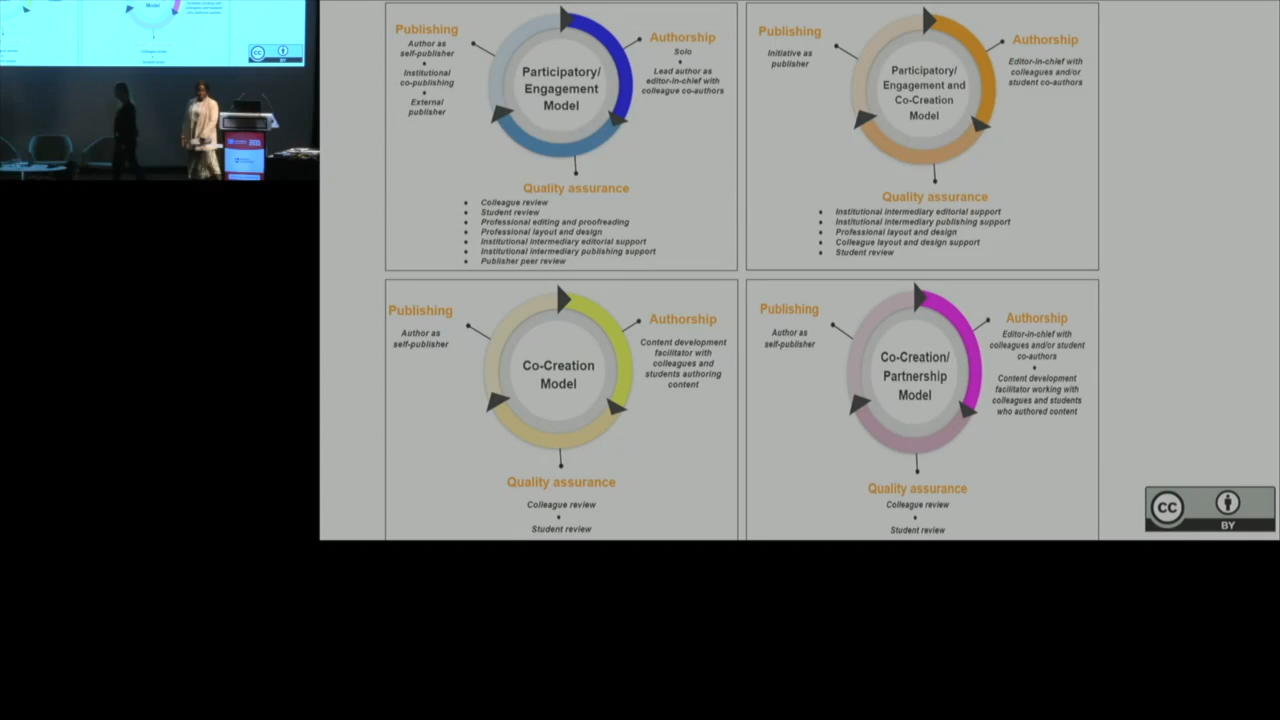 Publishing
Author as
self-publisher
Institutional
co-publishing
External
publisher
Participatory/
Engagement
Model
Authorship
Solo
Lead author as
editor-in-chief with
colleague co-authors
Quality assurance
Colleague review
Student review
Professional editing and proofreading
Professional layout and design
Institutional intermediary editorial support
Institutional intermediary publishing support
Publisher peer review
Publishing
Initiative as
publisher
Participatory/
Engagement and
Co-Creation
Model
Authorship
Editor-in-chief with
colleagues and/or
student co-authors
Quality assurance
Institutional intermediary editorial support
Institutional intermediary publishing support
Professional layout and design
Colleague layout and design support
Student review
Publishing
Author as
self-publisher
Co-Creation
Model
Authorship
Content development
facilitator with
colleagues and
students authoring
content
Quality assurance
Colleague review
Student review
Publishing
Author as
self-publisher
Co-Creation/
Partnership
Model
Authorship
Editor-in-chief with
colleagues and/or student
co-authors
Content development
facilitator working with
colleagues and students
who authored content
Quality assurance
Colleague review
Student review
CC
BY